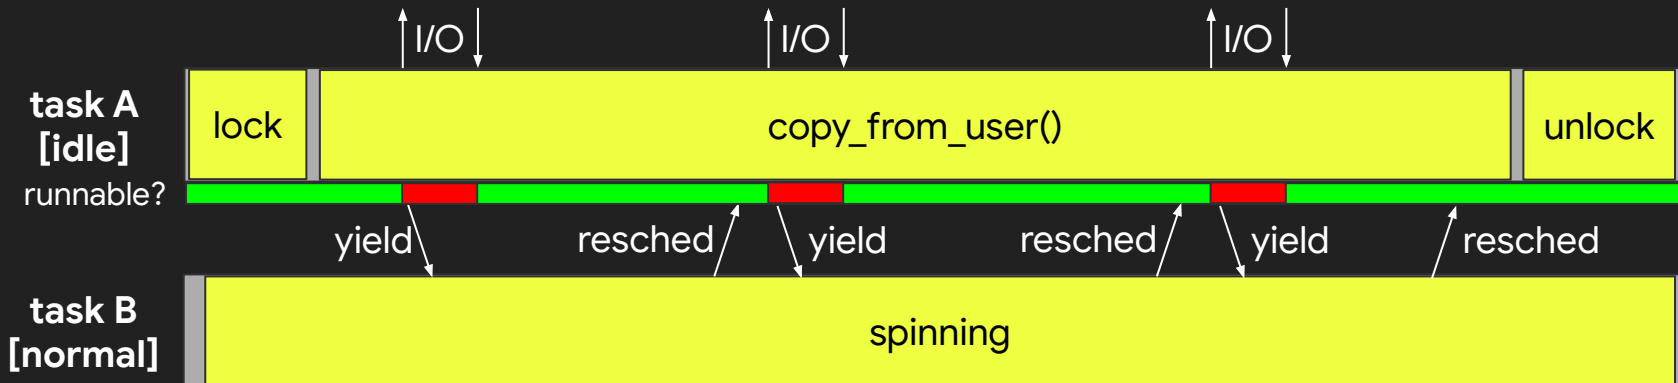 I/O I/O I/O
task A
[idle]
lock copy_from_user() unlock
runnable?
yield resched yield resched yield resched
task B
[normal]
spinning